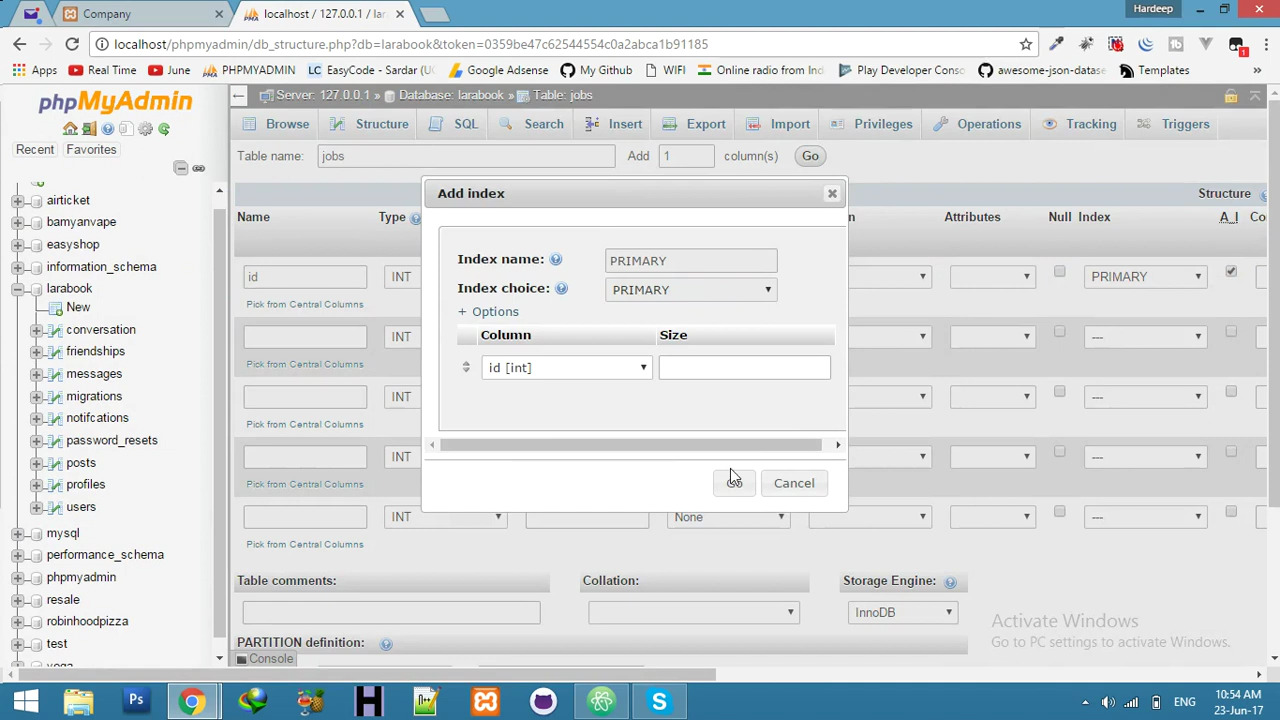 Company
localhost / 127.0.0.1 / lar
Hardeep
localhost/phpmyadmin/db_structure.php?db=larabook&token=0359be47c62544554c0a2abca1b91185
Apps
Real Time
June
PHPMYADMIN
LC EasyCode - Sardar (UC
Google Adsense
My Github
WIFI
Online radio from Ind
Play Developer Conso
awesome-json-datase
Templates
»
phpMyAdmin
Recent
Favorites
airticket
bamyanvape
easyshop
information_schema
larabook
New
conversation
friendships
messages
migrations
notifcations
password_resets
posts
profiles
users
mysql
performance_schema
phpmyadmin
resale
robinhoodpizza
test
yoga
Server: 127.0.0.1 » Database: larabook » Table: jobs
Browse
Structure
SQL
Search
Insert
Export
Import
Privileges
Operations
Tracking
Triggers
Table name: jobs Add 1 column(s) Go
Structure
Name Type Attributes Null Index A_I
id INT PRIMARY
Pick from Central Columns
INT ---
Pick from Central Columns
INT ---
Pick from Central Columns
INT ---
Pick from Central Columns
INT None ---
Pick from Central Columns
Add index
Index name: PRIMARY
Index choice: PRIMARY
+ Options
Column Size
id [int]
Cancel
Table comments: Collation: Storage Engine:
InnoDB
PARTITION definition:
Console
Activate Windows
Go to PC settings to activate Windows.
ENG
10:54 AM
23-Jun-17